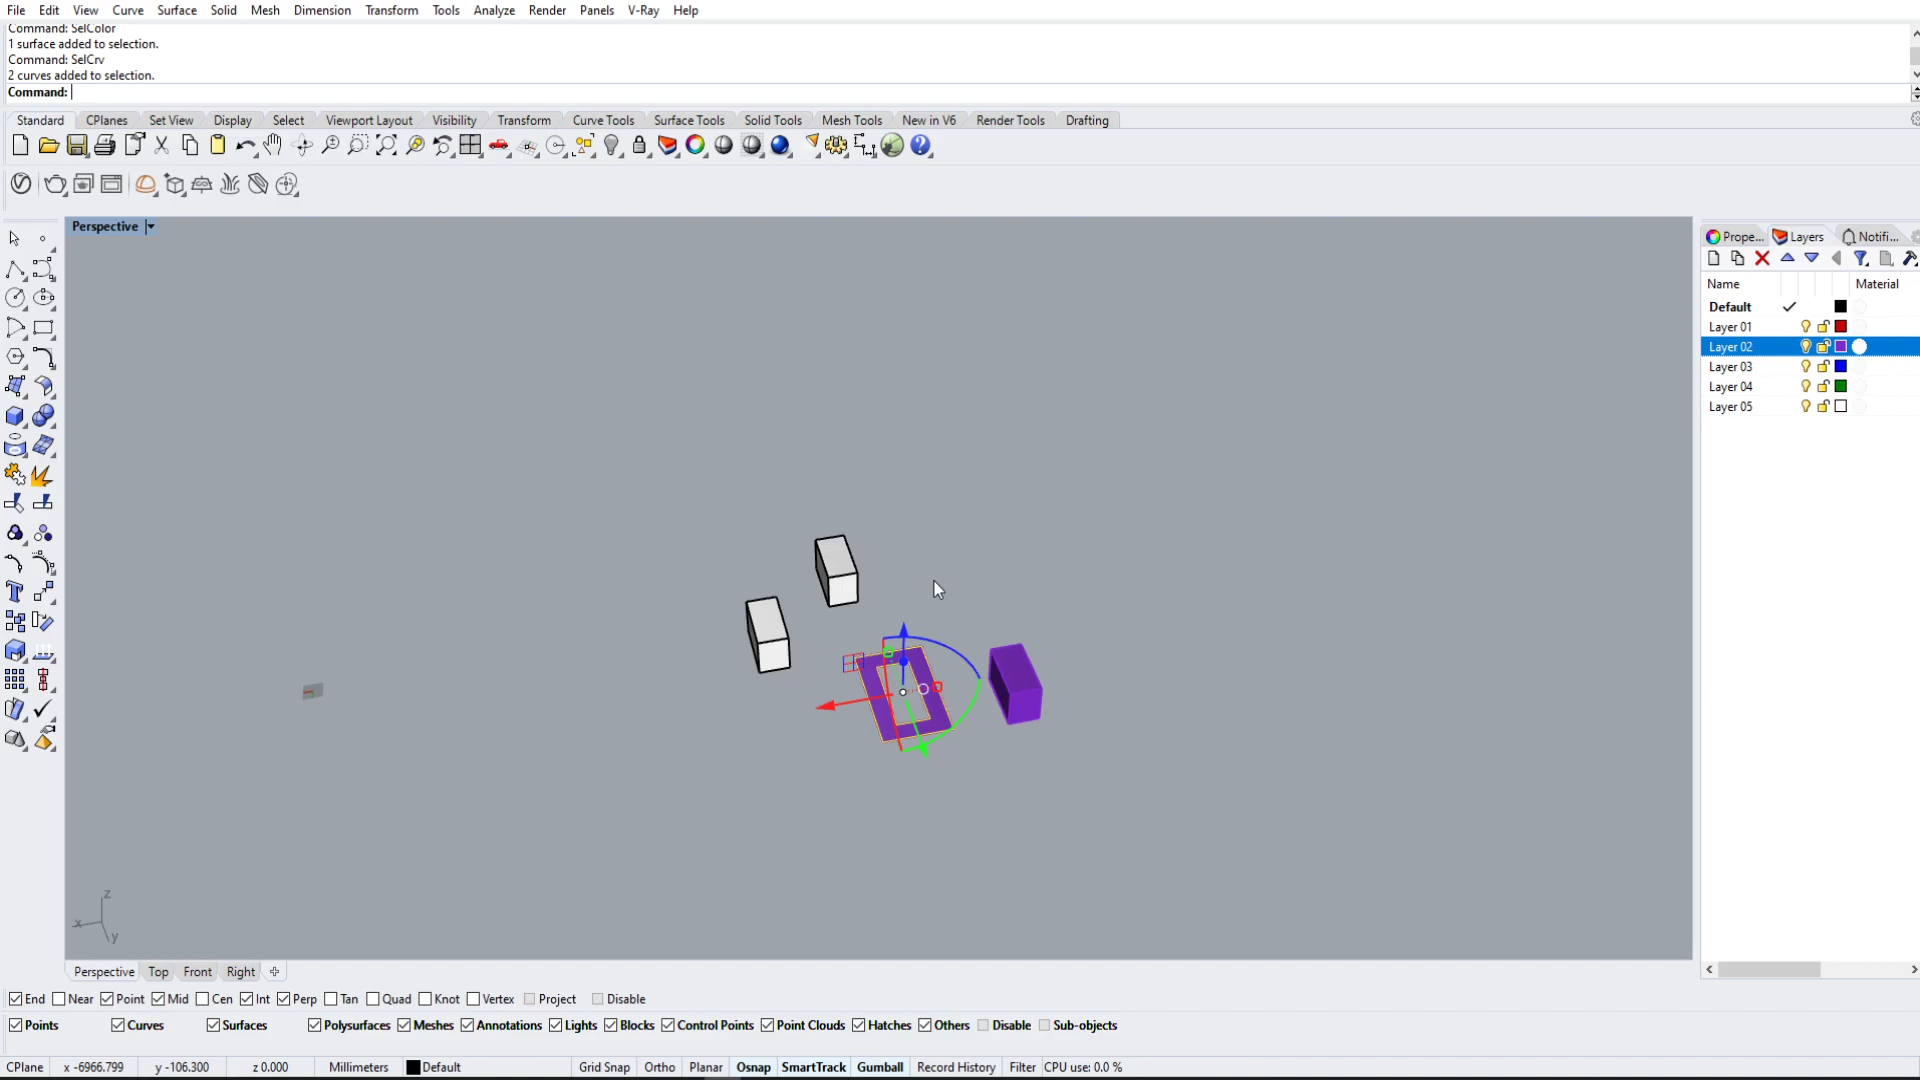 File Edit View Curve Surface Solid Mesh Dimension Transform Tools Analyze Render Panels V-Ray Help
Command: SelColor
1 surface added to selection.
Command: SelCrv
2 curves added to selection.
Command:
Standard CPlanes Set View Display Select Viewport Layout Visibility Transform Curve Tools Surface Tools Solid Tools Mesh Tools New in V6 Render Tools Drafting
Perspective
Prope... Layers Notifi...
Name Material
Default
Layer 01
Layer 02
Layer 03
Layer 04
Layer 05
z
x
y
Perspective Top Front Right
End Near Point Mid Cen Int Perp Tan Quad Knot Vertex Project Disable
Points Curves Surfaces Polysurfaces Meshes Annotations Lights Blocks Control Points Point Clouds Hatches Others Disable Sub-objects
CPlane x -6966.799 y -106.300 z 0.000 Millimeters Default Grid Snap Ortho Planar Osnap SmartTrack Gumball Record History Filter CPU use: 0.0 %